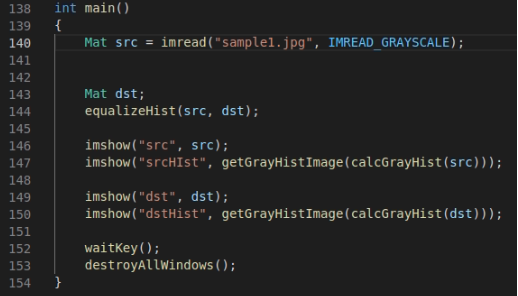 138 int main()
139 {
140     Mat src = imread("sample1.jpg", IMREAD_GRAYSCALE);
141
142
143     Mat dst;
144     equalizeHist(src, dst);
145
146     imshow("src", src);
147     imshow("srcHIst", getGrayHistImage(calcGrayHist(src)));
148
149     imshow("dst", dst);
150     imshow("dstHist", getGrayHistImage(calcGrayHist(dst)));
151
152     waitKey();
153     destroyAllWindows();
154 }